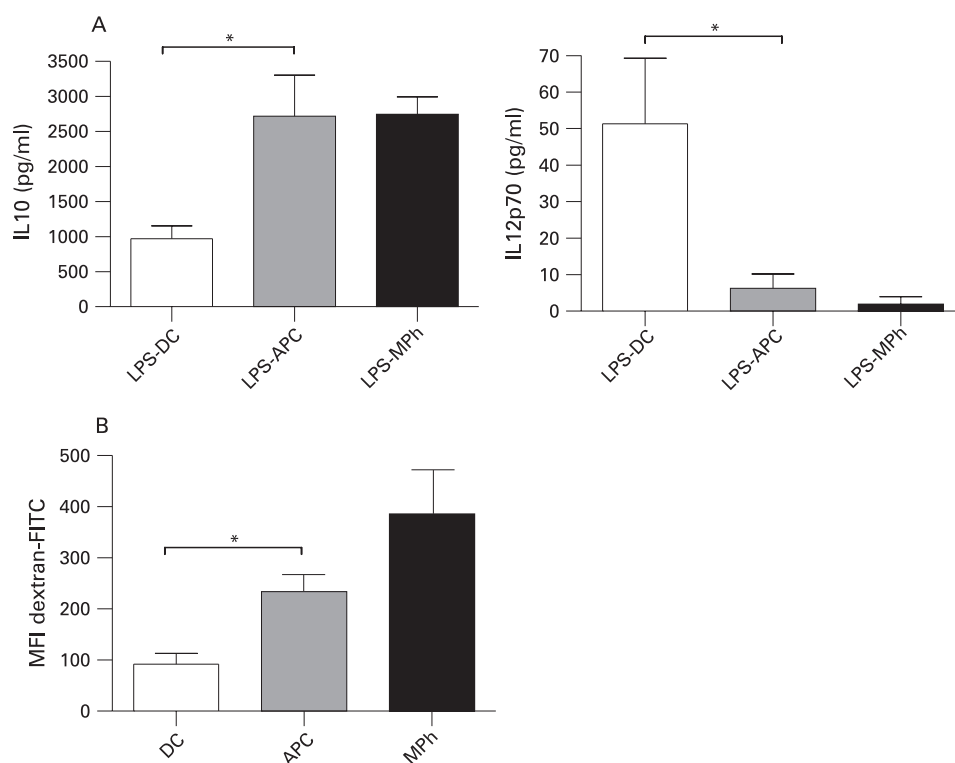 A
*
3500
3000
2500
2000
1500
1000
500
0
IL10 (pg/ml)
LPS-DC
LPS-APC
LPS-MPh
*
70
60
50
40
30
20
10
0
IL12p70 (pg/ml)
LPS-DC
LPS-APC
LPS-MPh
B
*
500
400
300
200
100
0
MFI dextran-FITC
DC
APC
MPh